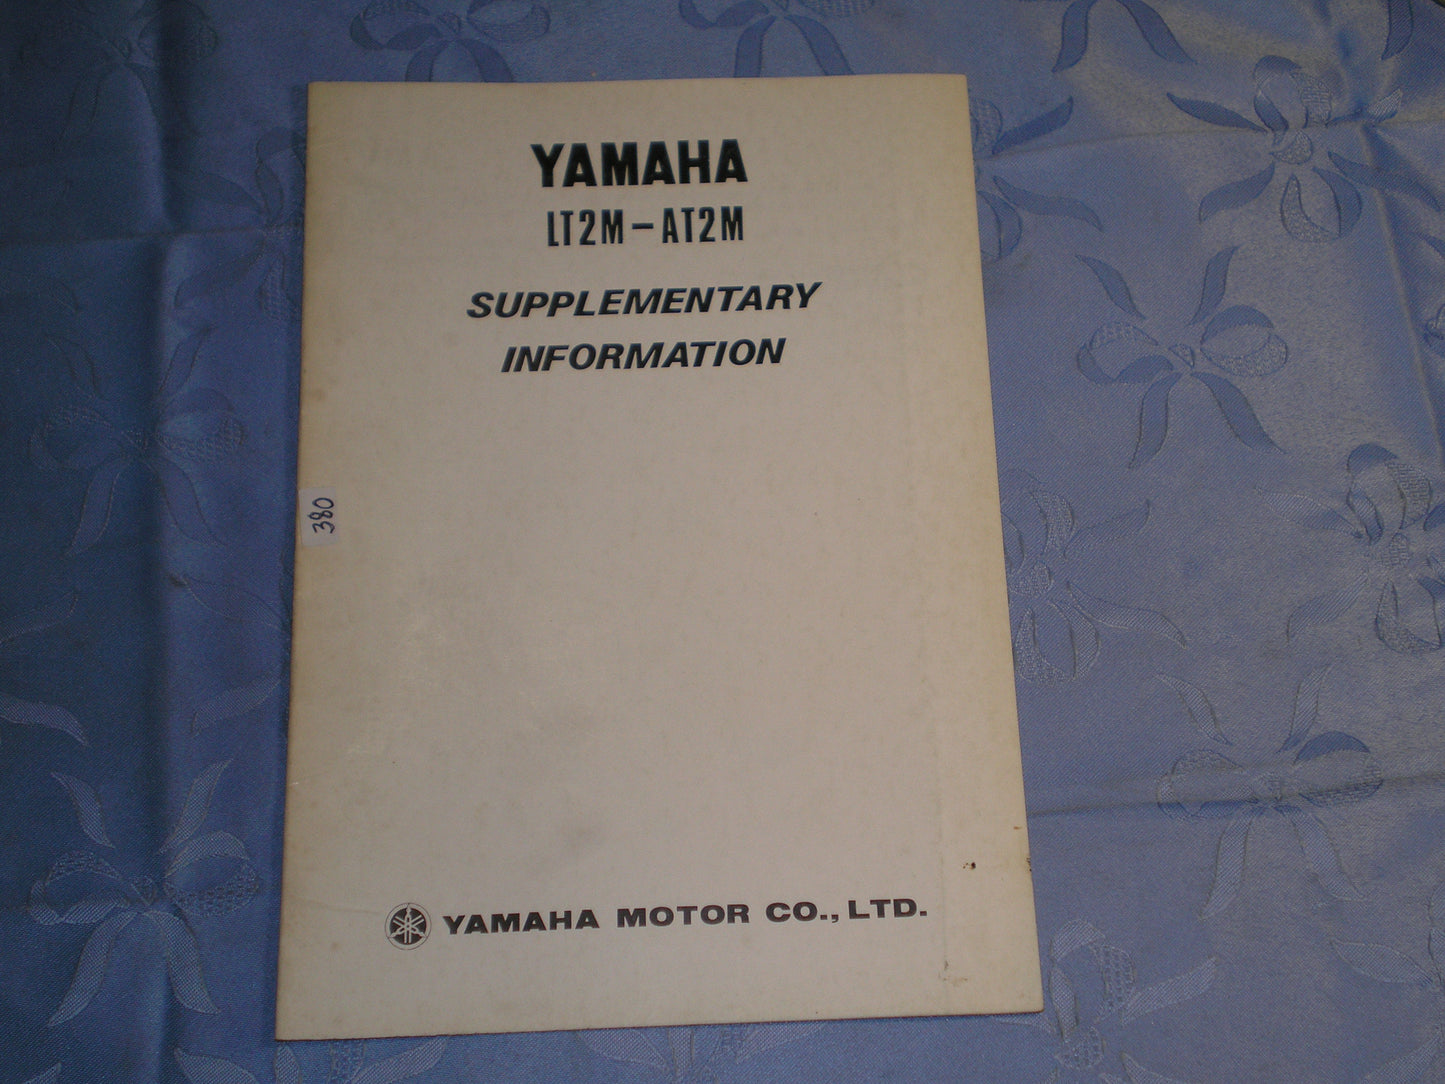 YAMAHA
LT2M-AT2M
SUPPLEMENTARY
INFORMATION
380
YAMAHA MOTOR CO., LTD.